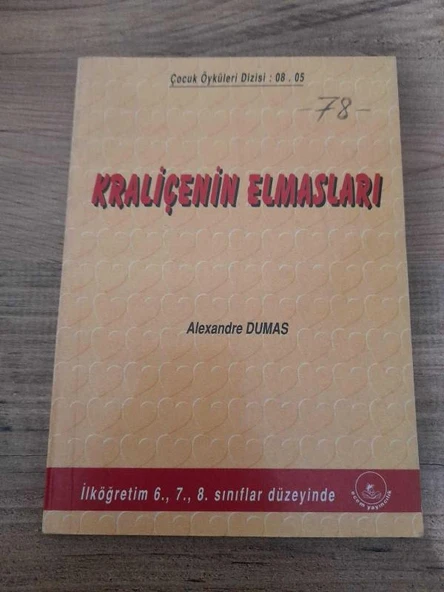 Çocuk Öyküleri Dizisi : 08 . 05
-78-
KRALİÇENİN ELMASLARI
Alexandre DUMAS
İlköğretim 6., 7., 8. sınıflar düzeyinde